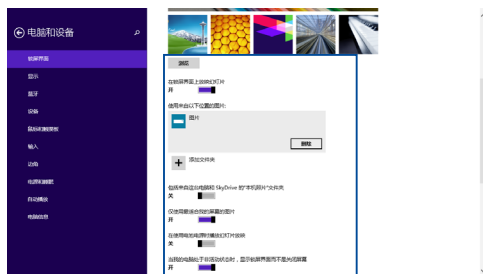 电脑和设备
锁屏界面
显示
蓝牙
设备
鼠标和触摸板
输入
边角
电源和睡眠
自动播放
电脑信息
浏览
在锁屏界面上放映幻灯片
开
使用来自以下位置的图片:
图片
删除
添加文件夹
包括来自这台电脑和 SkyDrive 的"本机照片"文件夹
关
仅使用最适合我的屏幕的图片
开
在使用电池电源时播放幻灯片放映
关
当我的电脑处于非活动状态时，显示锁屏界面而不是关闭屏幕
开